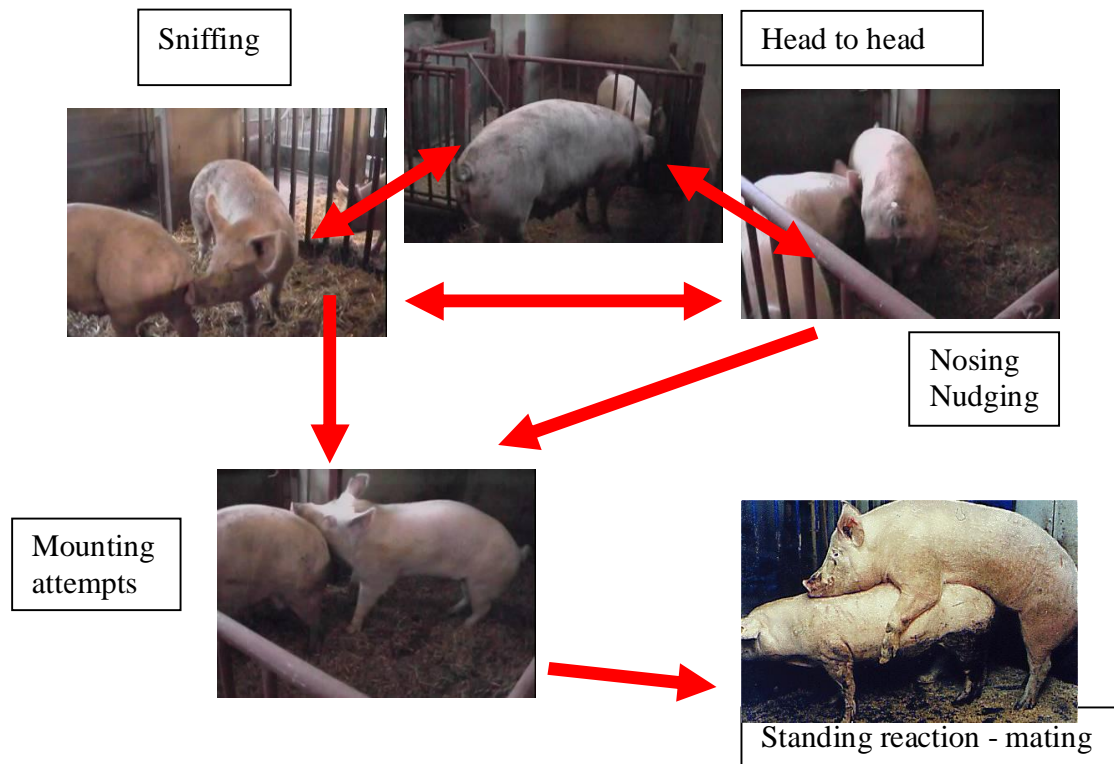 Sniffing
Head to head
Nosing
Nudging
Mounting
attempts
Standing reaction - mating